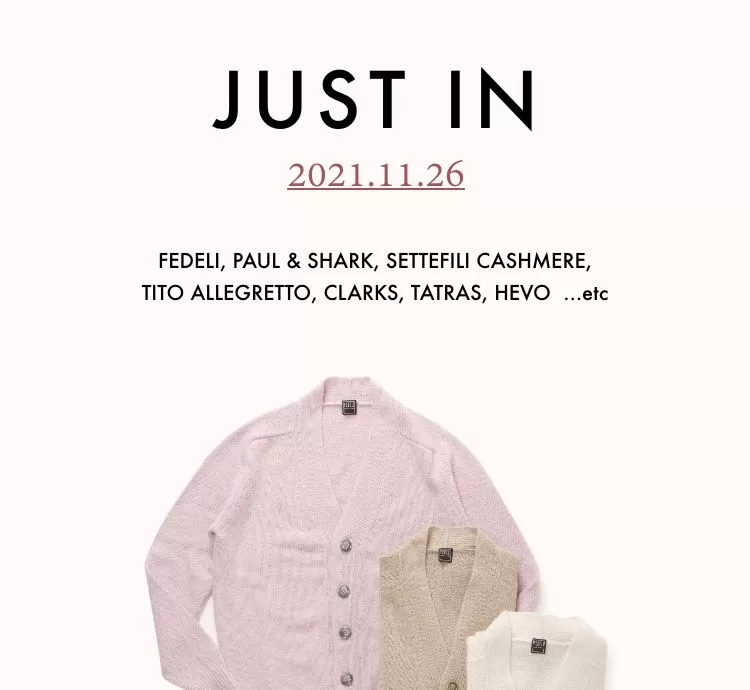 JUST IN
2021.11.26
FEDELI, PAUL & SHARK, SETTEFILI CASHMERE,
TITO ALLEGRETTO, CLARKS, TATRAS, HEVO ...etc